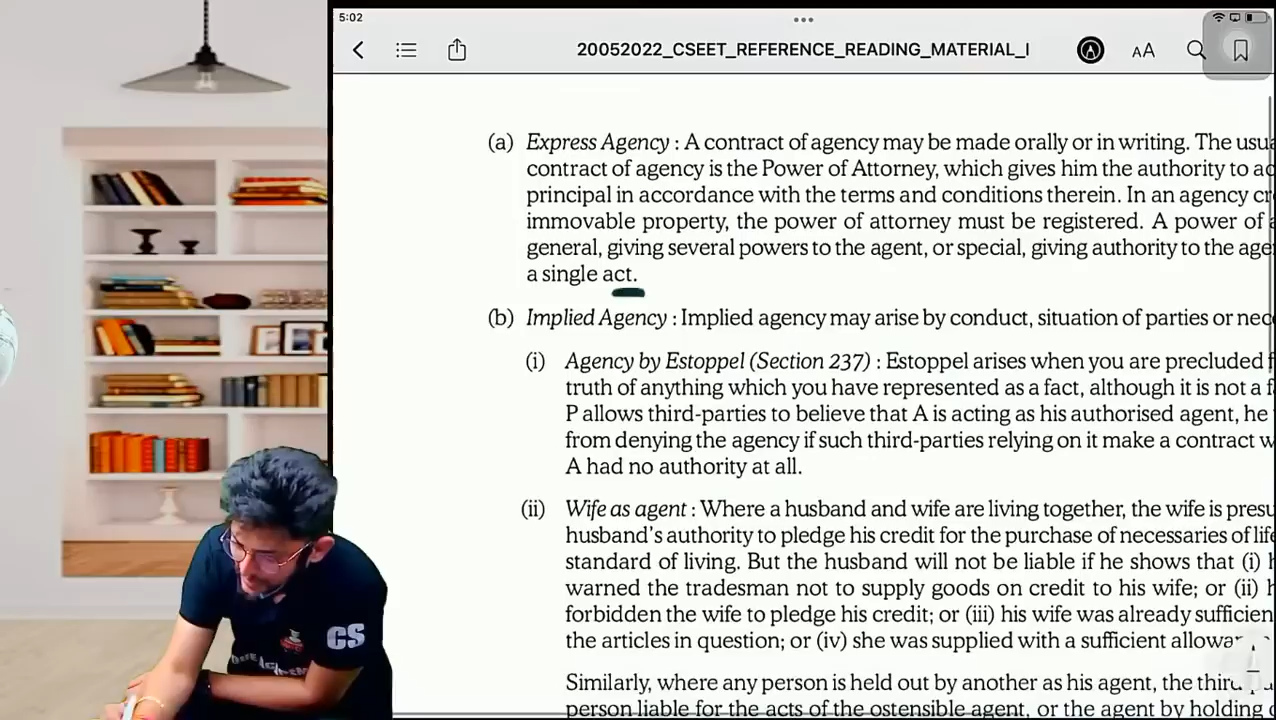 5:02
20052022_CSEET_REFERENCE_READING_MATERIAL_I
AA
(a) Express Agency : A contract of agency may be made orally or in writing. The
contract of agency is the Power of Attorney, which gives him the authority to
principal in accordance with the terms and conditions therein. In an agency
immovable property, the power of attorney must be registered. A power of
general, giving several powers to the agent, or special, giving authority to the
a single act.
(b) Implied Agency : Implied agency may arise by conduct, situation of parties or
(i) Agency by Estoppel (Section 237) : Estoppel arises when you are precluded
truth of anything which you have represented as a fact, although it is not a
P allows third-parties to believe that A is acting as his authorised agent, he
from denying the agency if such third-parties relying on it make a contract
A had no authority at all.
(ii) Wife as agent : Where a husband and wife are living together, the wife is
husband's authority to pledge his credit for the purchase of necessaries of
standard of living. But the husband will not be liable if he shows that (i)
warned the tradesman not to supply goods on credit to his wife; or (ii)
forbidden the wife to pledge his credit; or (iii) his wife was already
the articles in question; or (iv) she was supplied with a sufficient
Similarly, where any person is held out by another as his agent, the
person liable for the acts of the ostensible agent, or the agent by holding
CS